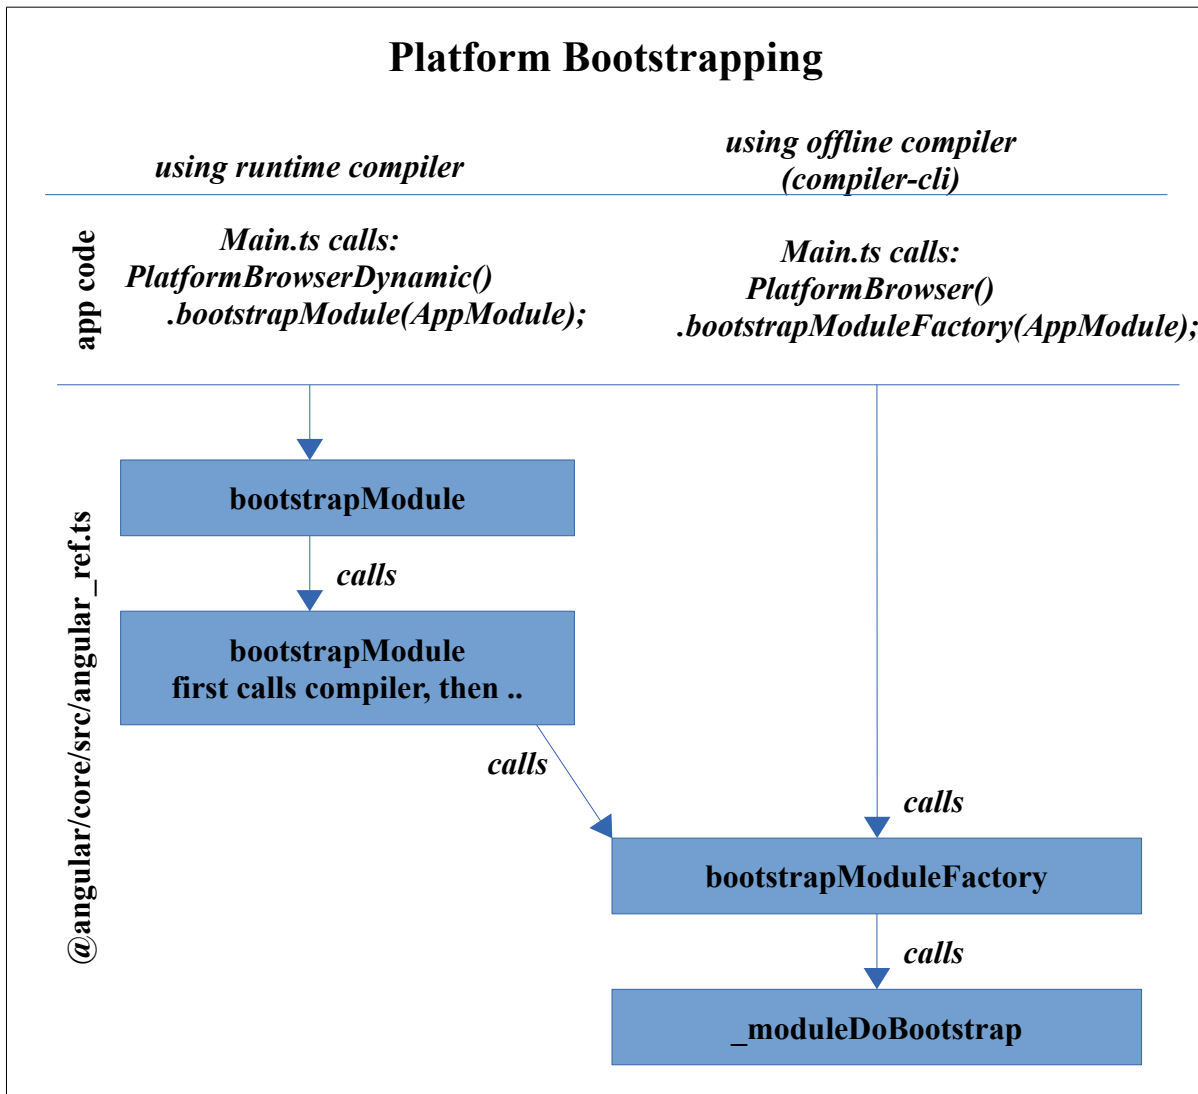 Platform Bootstrapping
using runtime compiler
using offline compiler
(compiler-cli)
app code
Main.ts calls:
PlatformBrowserDynamic()
.bootstrapModule(AppModule);
Main.ts calls:
PlatformBrowser()
.bootstrapModuleFactory(AppModule);
@angular/core/src/angular_ref.ts
bootstrapModule
calls
bootstrapModule
first calls compiler, then ..
calls
calls
bootstrapModuleFactory
calls
_moduleDoBootstrap